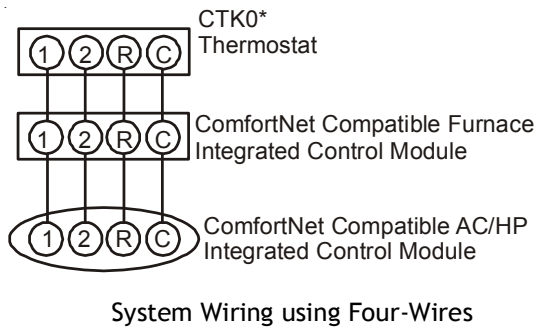 CTK0*
Thermostat
1 2 R C
ComfortNet Compatible Furnace
Integrated Control Module
1 2 R C
ComfortNet Compatible AC/HP
Integrated Control Module
1 2 R C
System Wiring using Four-Wires